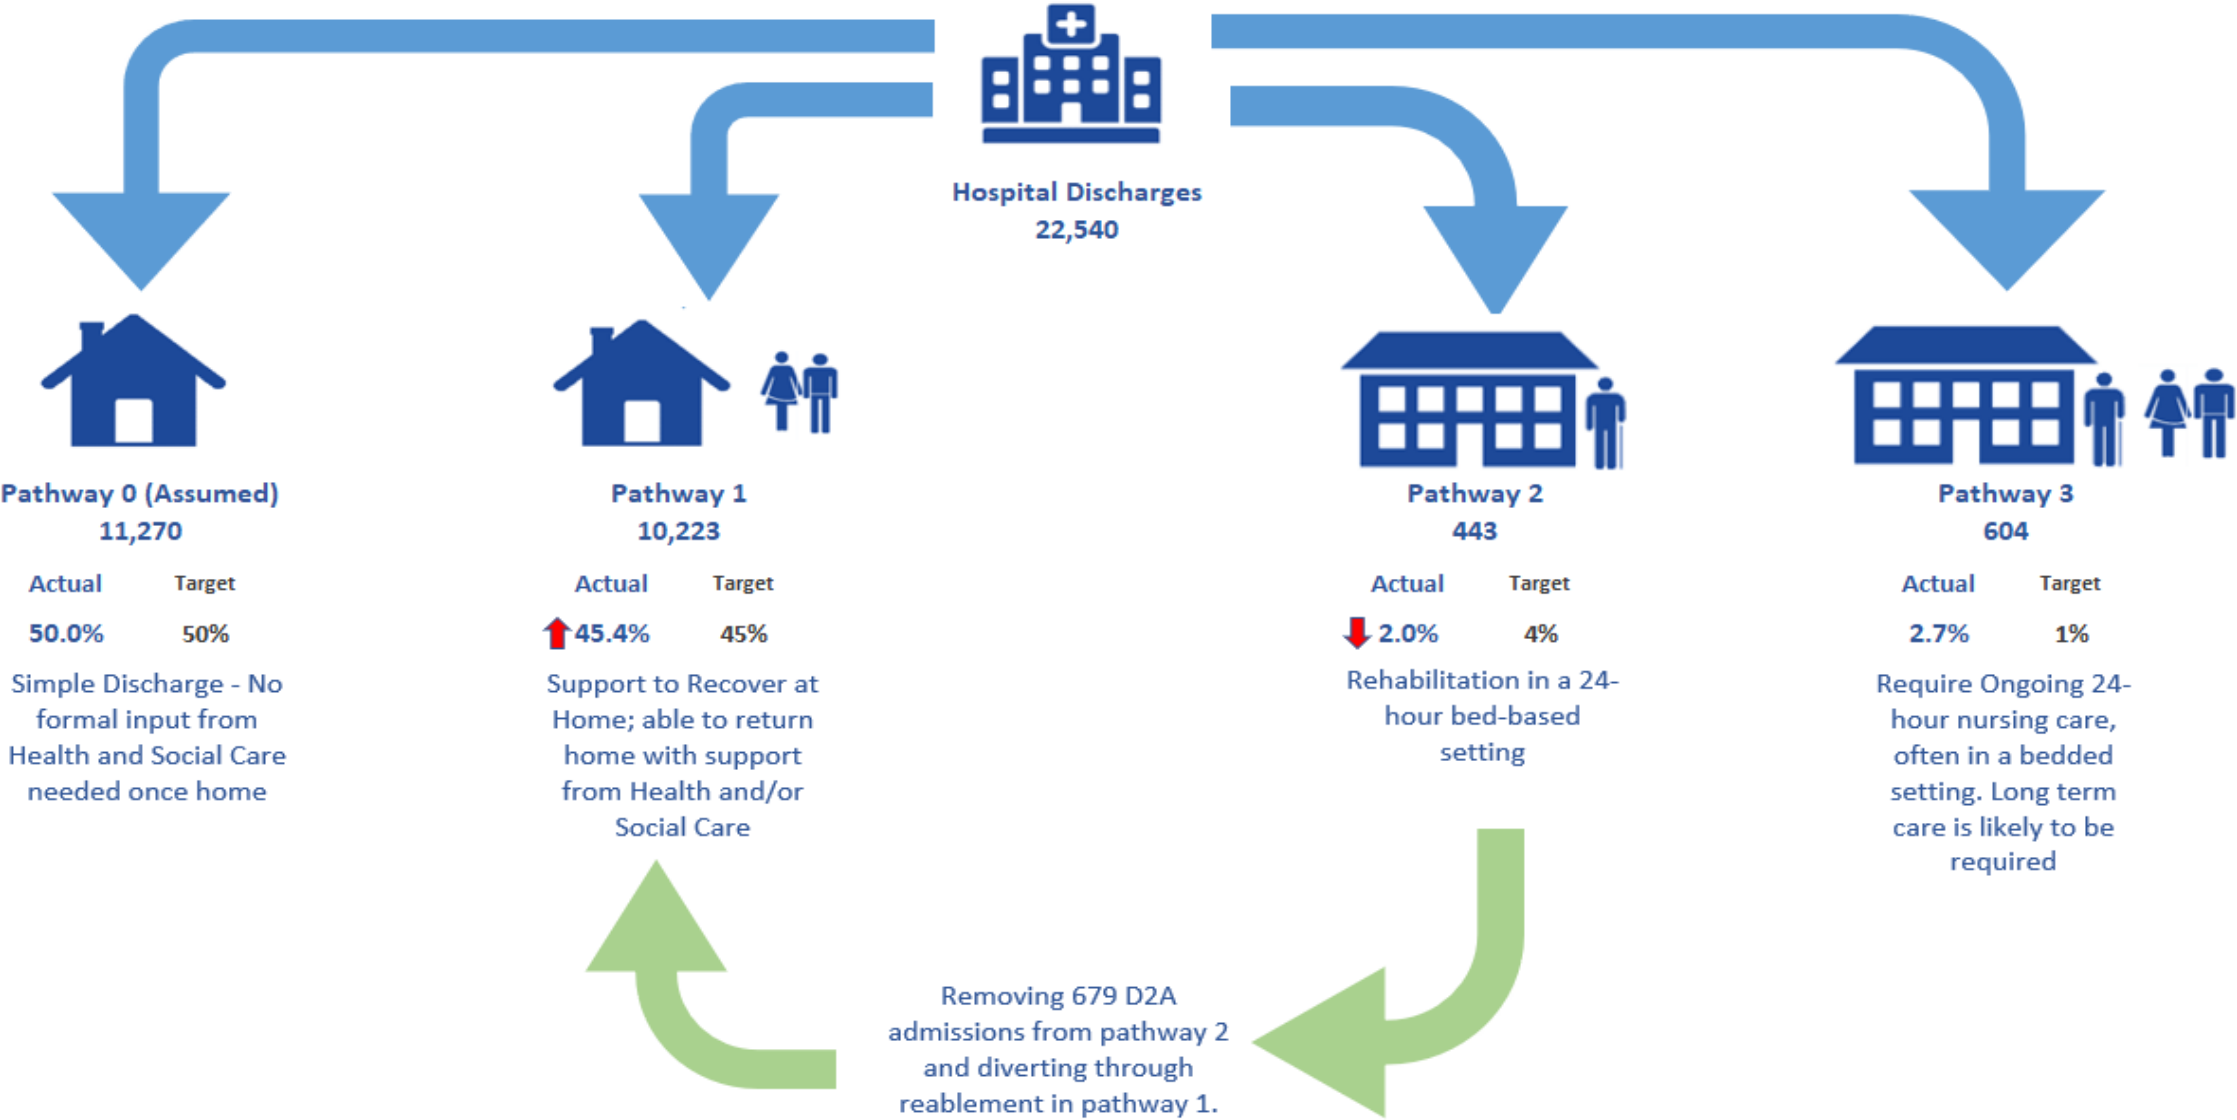 Hospital Discharges
22,540
Pathway 0 (Assumed)
11,270
Actual Target
50.0% 50%
Simple Discharge - No
formal input from
Health and Social Care
needed once home
Pathway 1
10,223
Actual Target
45.4% 45%
Support to Recover at
Home; able to return
home with support
from Health and/or
Social Care
Pathway 2
443
Actual Target
2.0% 4%
Rehabilitation in a 24-
hour bed-based
setting
Pathway 3
604
Actual Target
2.7% 1%
Require Ongoing 24-
hour nursing care,
often in a bedded
setting. Long term
care is likely to be
required
Removing 679 D2A
admissions from pathway 2
and diverting through
reablement in pathway 1.